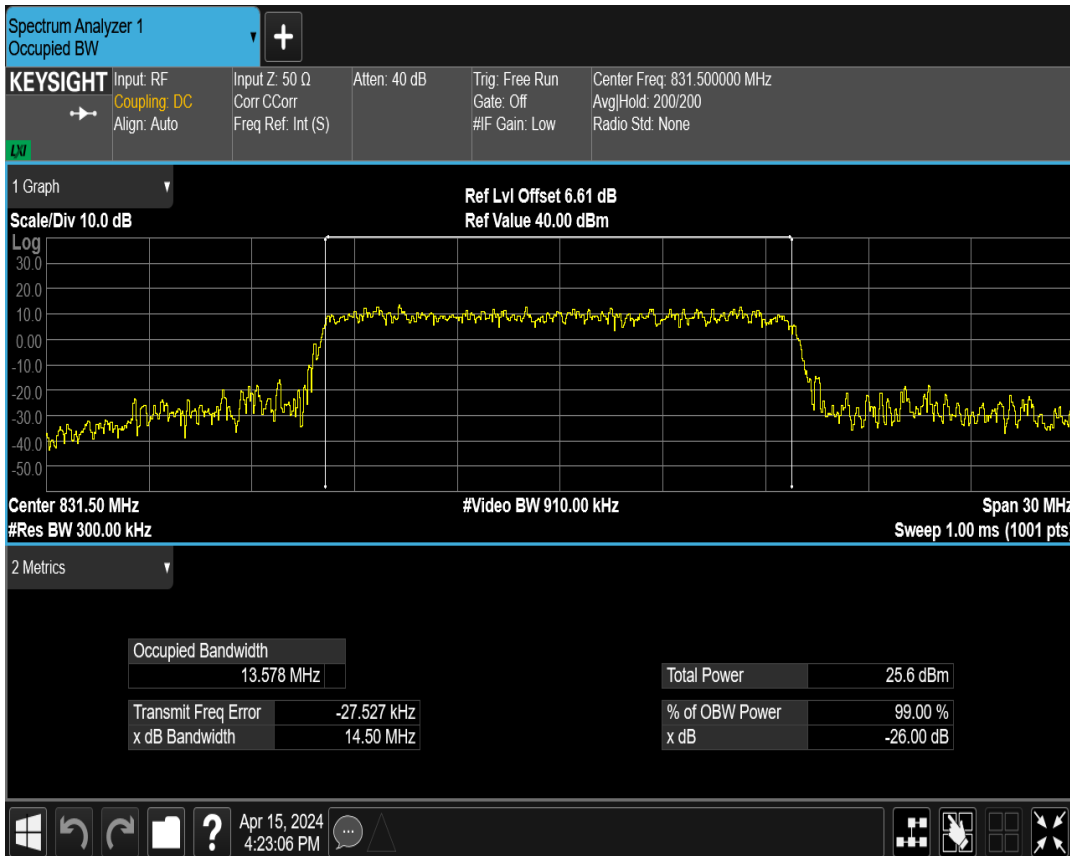 Spectrum Analyzer 1
Occupied BW
+
KEYSIGHT
LXI
Input: RF
Coupling: DC
Align: Auto
Input Z: 50 Ω
Corr CCorr
Freq Ref: Int (S)
Atten: 40 dB
Trig: Free Run
Gate: Off
#IF Gain: Low
Center Freq: 831.500000 MHz
Avg|Hold: 200/200
Radio Std: None
1 Graph
Scale/Div 10.0 dB
Ref Lvl Offset 6.61 dB
Ref Value 40.00 dBm
Log
30.0
20.0
10.0
0.00
-10.0
-20.0
-30.0
-40.0
-50.0
Center 831.50 MHz
#Video BW 910.00 kHz
Span 30 MHz
#Res BW 300.00 kHz
Sweep 1.00 ms (1001 pts)
2 Metrics
Occupied Bandwidth
13.578 MHz
Total Power 25.6 dBm
Transmit Freq Error -27.527 kHz
% of OBW Power 99.00 %
x dB Bandwidth 14.50 MHz
x dB -26.00 dB
?
Apr 15, 2024
4:23:06 PM